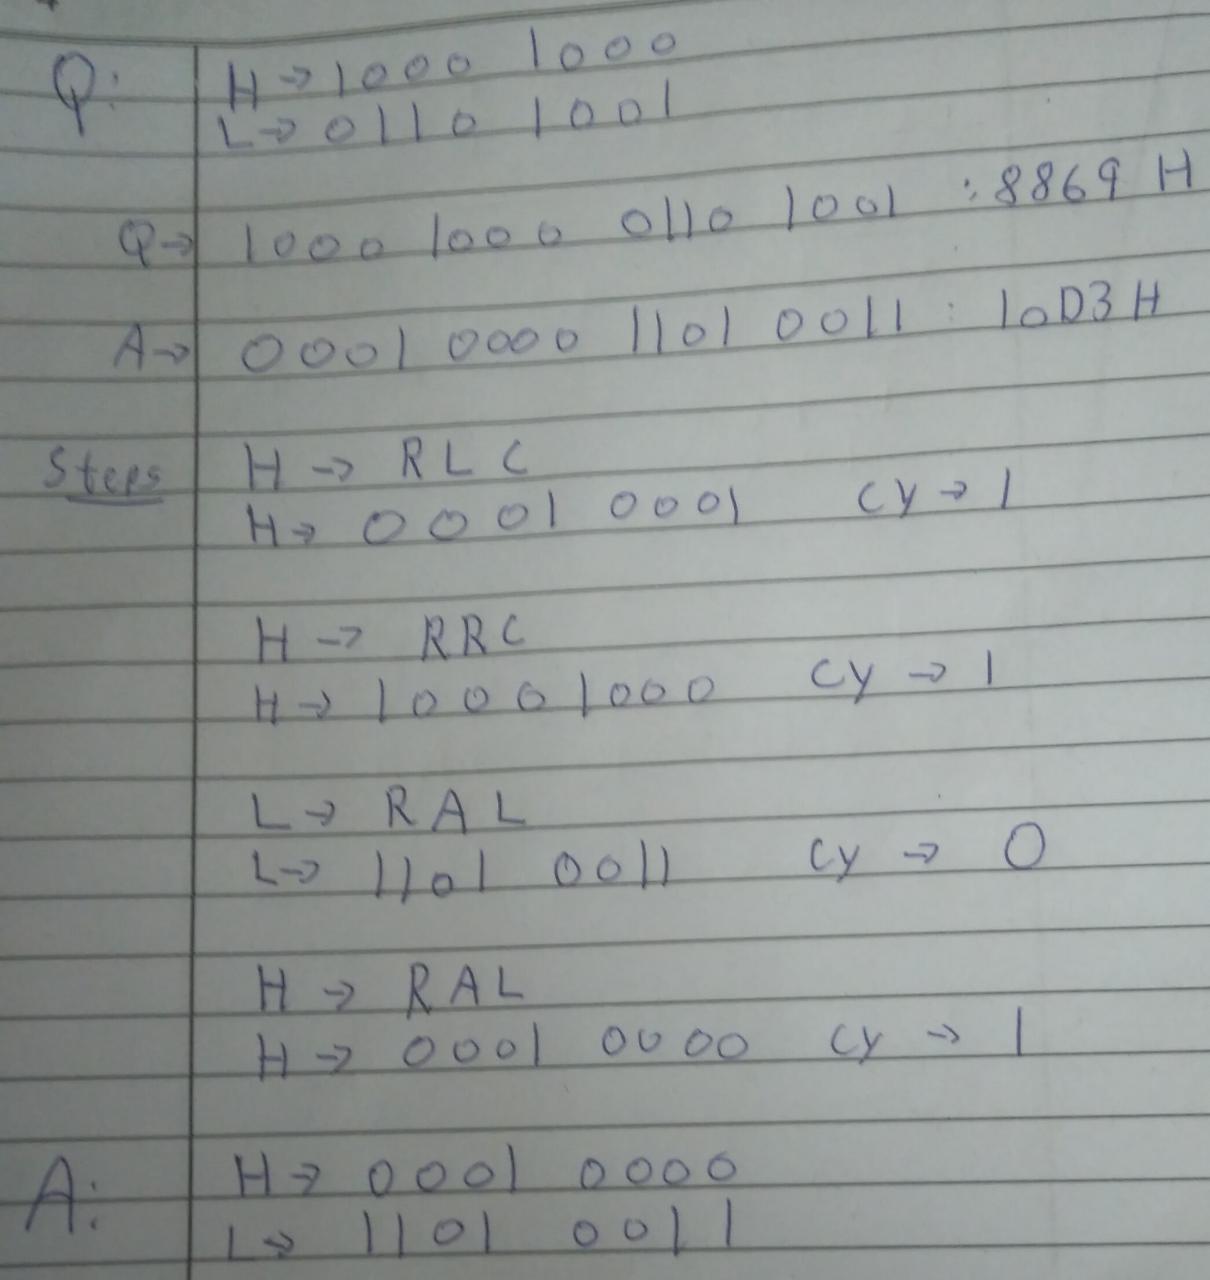 Q: H → 1000 1000
L → 0110 1001
Q → 1000 1000 0110 1001 : 8869 H
A → 0001 0000 1101 0011 : 10D3 H
Steps H → RLC
H → 0001 0001 CY → 1
H → RRC
H → 1000 1000 CY → 1
L → RAL
L → 1101 0011 CY → 0
H → RAL
H → 0001 0000 CY → 1
A: H → 0001 0000
L → 1101 0011